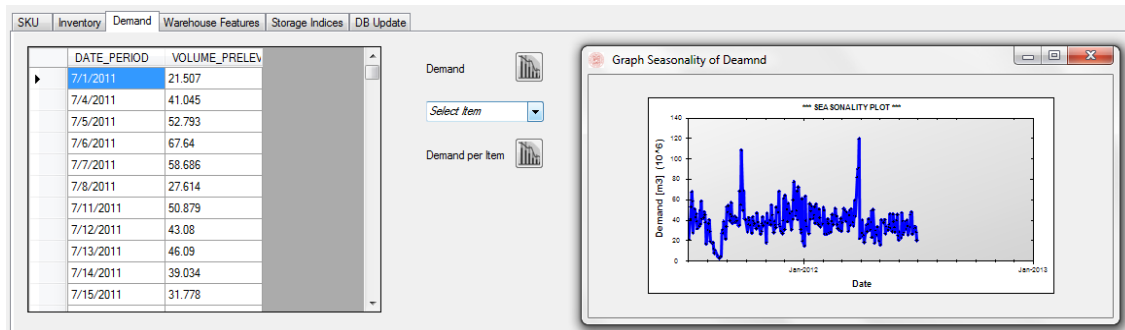 SKU Inventory Demand Warehouse Features Storage Indices DB Update
DATE_PERIOD VOLUME_PRELEV
7/1/2011 21.507
7/4/2011 41.045
7/5/2011 52.793
7/6/2011 67.64
7/7/2011 58.686
7/8/2011 27.614
7/11/2011 50.879
7/12/2011 43.08
7/13/2011 46.09
7/14/2011 39.034
7/15/2011 31.778
Demand
Select Item
Demand per Item
Graph Seasonality of Deamnd
*** SEASONALITY PLOT ***
Demand [m3] (10^6)
140
120
100
80
60
40
20
0
Jan-2012 Jan-2013
Date